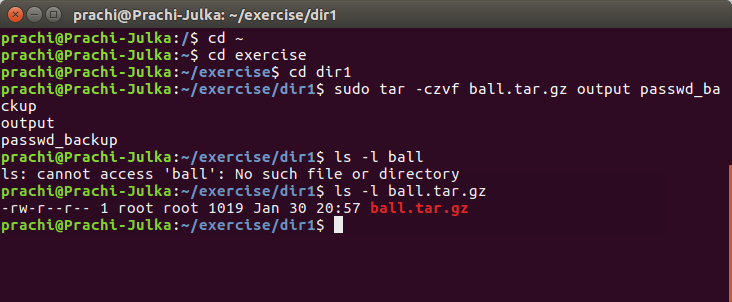 prachi@Prachi-Julka: ~/exercise/dir1
prachi@Prachi-Julka:/$ cd ~
prachi@Prachi-Julka:~$ cd exercise
prachi@Prachi-Julka:~/exercise$ cd dir1
prachi@Prachi-Julka:~/exercise/dir1$ sudo tar -czvf ball.tar.gz output passwd_ba
ckup
output
passwd_backup
prachi@Prachi-Julka:~/exercise/dir1$ ls -l ball
ls: cannot access 'ball': No such file or directory
prachi@Prachi-Julka:~/exercise/dir1$ ls -l ball.tar.gz
-rw-r--r-- 1 root root 1019 Jan 30 20:57 ball.tar.gz
prachi@Prachi-Julka:~/exercise/dir1$